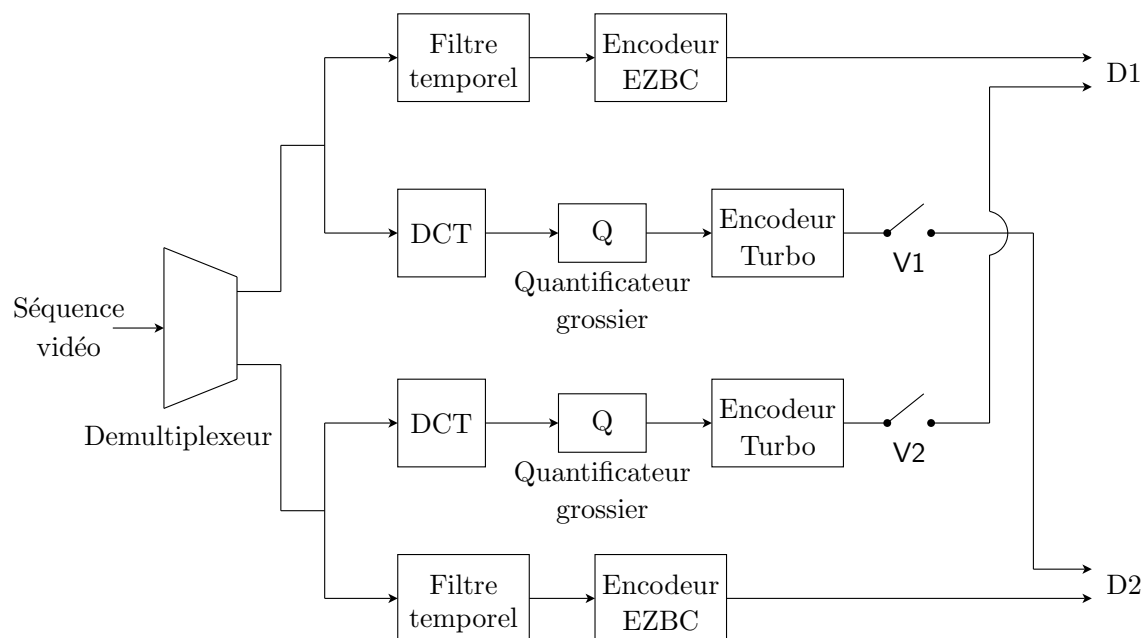 Filtre
temporel
Encodeur
EZBC
D1
DCT
Q
Encodeur
Turbo
V1
Quantificateur
grossier
Séquence
vidéo
Demultiplexeur
DCT
Q
Encodeur
Turbo
V2
Quantificateur
grossier
Filtre
temporel
Encodeur
EZBC
D2